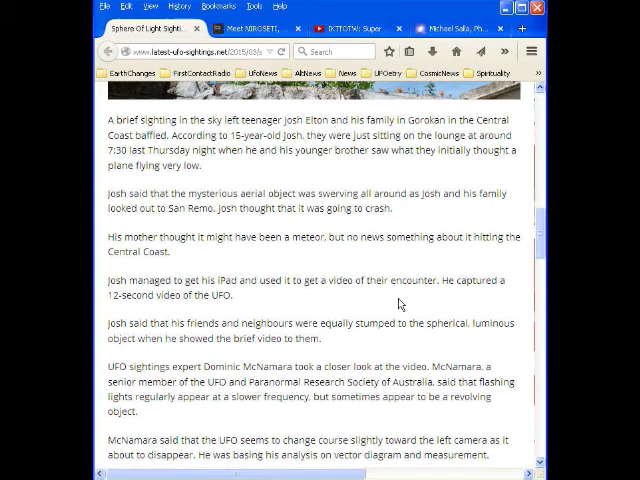 File Edit View History Bookmarks Tools Help
Sphere Of Light Sighti... × Meet NIROSETI, × IKTTOTW: Super × Michael Salla, Ph... × +
www.latest-ufo-sightings.net/2015/03/s Search
EarthChanges FirstContactRadio UfoNews AltNews News UFOetry CosmicNews Spirituality
A brief sighting in the sky left teenager Josh Elton and his family in Gorokan in the Central
Coast baffled. According to 15-year-old Josh, they were just sitting on the lounge at around
7:30 last Thursday night when he and his younger brother saw what they initially thought a
plane flying very low.
Josh said that the mysterious aerial object was swerving all around as Josh and his family
looked out to San Remo. Josh thought that it was going to crash.
His mother thought it might have been a meteor, but no news something about it hitting the
Central Coast.
Josh managed to get his iPad and used it to get a video of their encounter. He captured a
12-second video of the UFO.
Josh said that his friends and neighbours were equally stumped to the spherical, luminous
object when he showed the brief video to them.
UFO sightings expert Dominic McNamara took a closer look at the video. McNamara, a
senior member of the UFO and Paranormal Research Society of Australia, said that flashing
lights regularly appear at a slower frequency, but sometimes appear to be a revolving
object.
McNamara said that the UFO seems to change course slightly toward the left camera as it
about to disappear. He was basing his analysis on vector diagram and measurement.